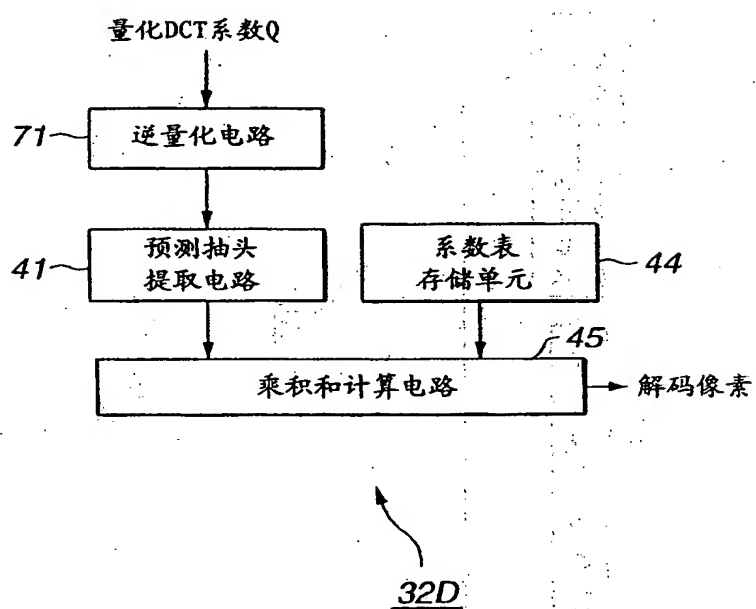 量化DCT系数Q
71
逆量化电路
41
预测抽头
提取电路
系数表
存储单元
44
45
乘积和计算电路
解码像素
32D